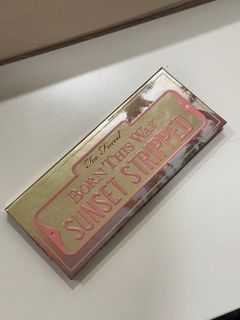 Too Faced
BORN THIS WAY
SUNSET STRIPPED